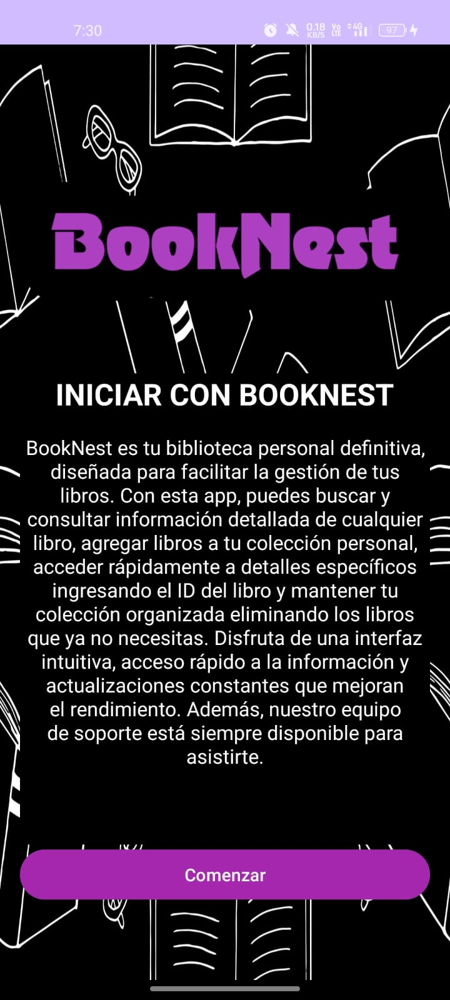 7:30
0.18
KB/S
Vo
LTE
4G
97
BookNest
INICIAR CON BOOKNEST
BookNest es tu biblioteca personal definitiva,
diseñada para facilitar la gestión de tus
libros. Con esta app, puedes buscar y
consultar información detallada de cualquier
libro, agregar libros a tu colección personal,
acceder rápidamente a detalles específicos
ingresando el ID del libro y mantener tu
colección organizada eliminando los libros
que ya no necesitas. Disfruta de una interfaz
intuitiva, acceso rápido a la información y
actualizaciones constantes que mejoran
el rendimiento. Además, nuestro equipo
de soporte está siempre disponible para
asistirte.
Comenzar